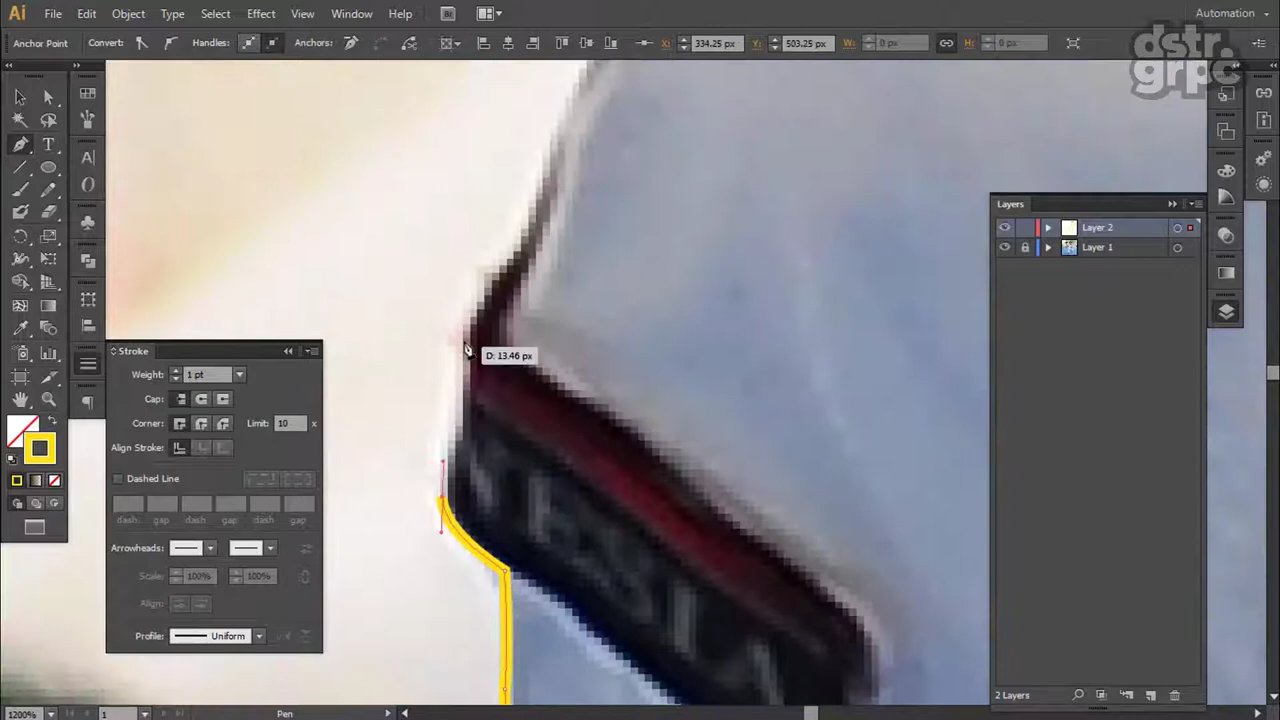 Ai File Edit Object Type Select Effect View Window Help Br Automation
Anchor Point Convert: Handles: Anchors: X: 334.25 px Y: 503.25 px W: 0 px H: 0 px
dstr.
grpc
Layers
Layer 2
Layer 1
Stroke
D: 13.46 px
Weight: 1 pt
Cap:
Corner: Limit: 10 x
Align Stroke:
Dashed Line
dash gap dash gap dash gap
Arrowheads:
Scale: 100% 100%
Align:
Profile: Uniform
2 Layers
1200% 1 Pen